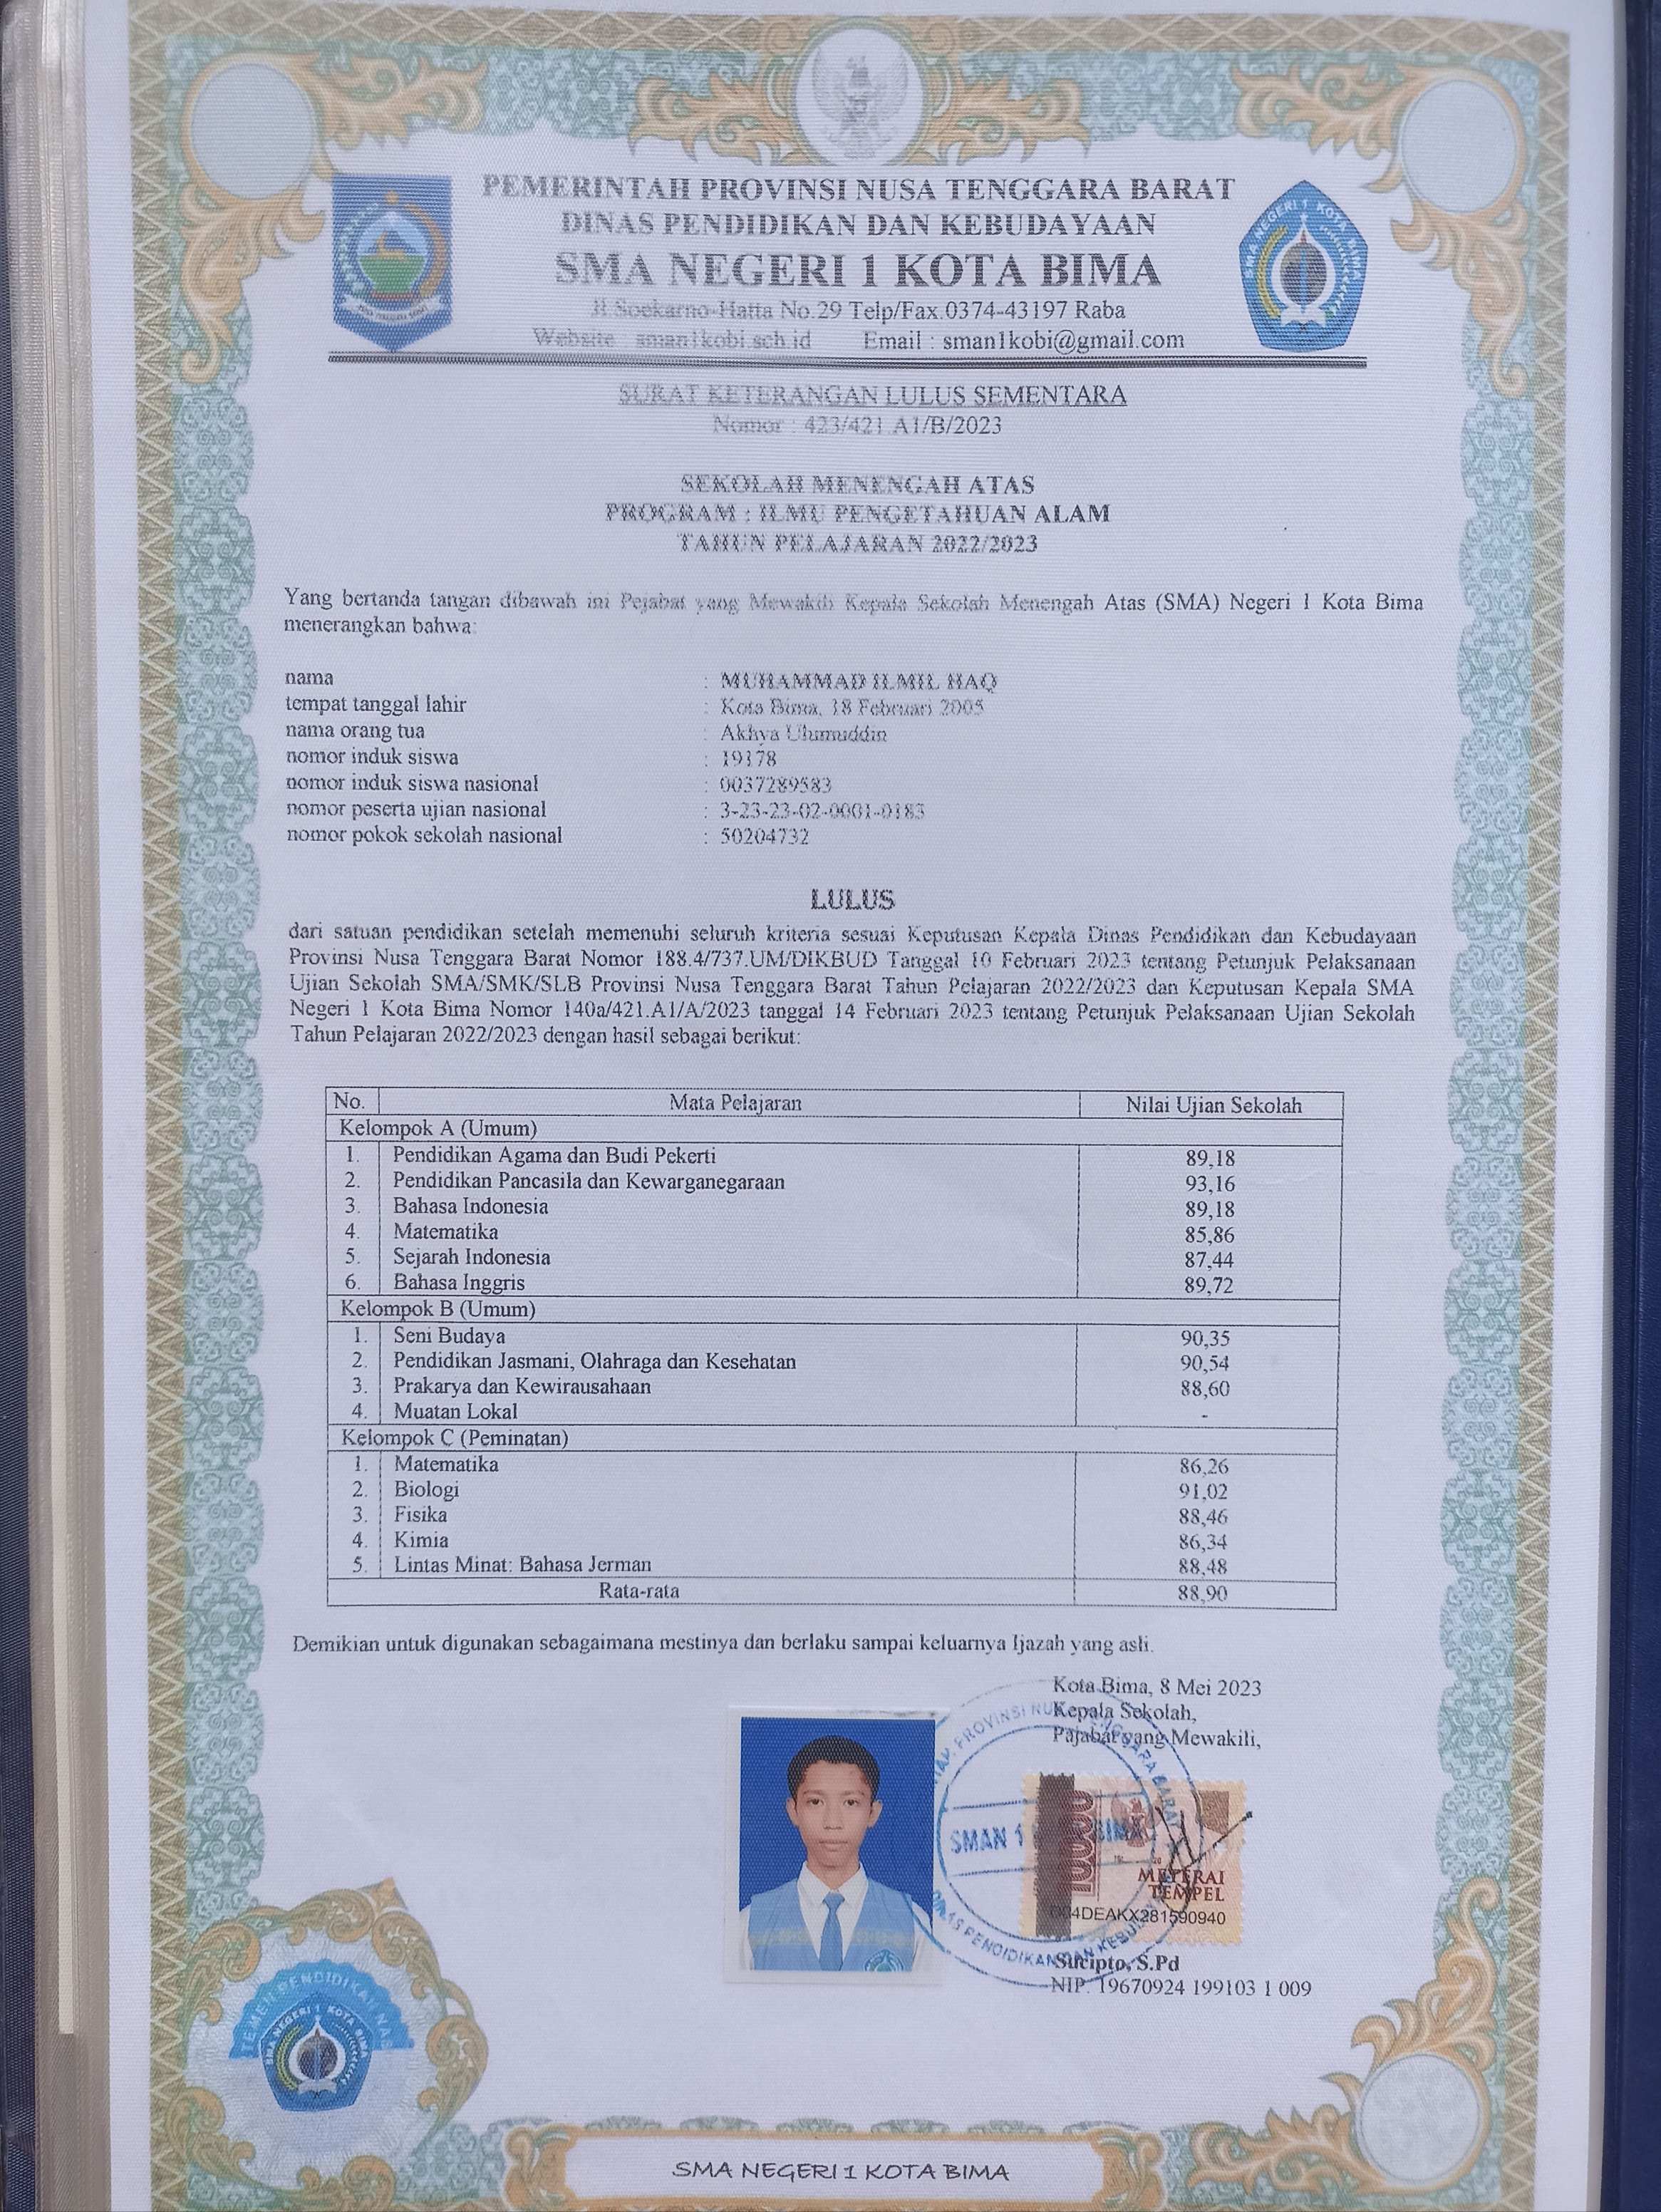 PEMERINTAH PROVINSI NUSA TENGGARA BARAT
DINAS PENDIDIKAN DAN KEBUDAYAAN
SMA NEGERI 1 KOTA BIMA
Jl.Soekarno-Hatta No.29 Telp/Fax.0374-43197 Raba
Website : sman1kobi.sch.id Email : sman1kobi@gmail.com
SMA NEGERI 1 KOTA BIMA
SURAT KETERANGAN LULUS SEMENTARA
Nomor : 423/421.A1/B/2023
SEKOLAH MENENGAH ATAS
PROGRAM : ILMU PENGETAHUAN ALAM
TAHUN PELAJARAN 2022/2023
Yang bertanda tangan dibawah ini Pejabat yang Mewakili Kepala Sekolah Menengah Atas (SMA) Negeri 1 Kota Bima
menerangkan bahwa:
nama : MUHAMMAD ILMIL HAQ
tempat tanggal lahir : Kota Bima, 18 Februari 2005
nama orang tua : Akhya Ulumuddin
nomor induk siswa : 19178
nomor induk siswa nasional : 0037289583
nomor peserta ujian nasional : 3-23-23-02-0001-0183
nomor pokok sekolah nasional : 50204732
LULUS
dari satuan pendidikan setelah memenuhi seluruh kriteria sesuai Keputusan Kepala Dinas Pendidikan dan Kebudayaan
Provinsi Nusa Tenggara Barat Nomor 188.4/737.UM/DIKBUD Tanggal 10 Februari 2023 tentang Petunjuk Pelaksanaan
Ujian Sekolah SMA/SMK/SLB Provinsi Nusa Tenggara Barat Tahun Pelajaran 2022/2023 dan Keputusan Kepala SMA
Negeri 1 Kota Bima Nomor 140a/421.A1/A/2023 tanggal 14 Februari 2023 tentang Petunjuk Pelaksanaan Ujian Sekolah
Tahun Pelajaran 2022/2023 dengan hasil sebagai berikut:
No. Mata Pelajaran Nilai Ujian Sekolah
Kelompok A (Umum)
1. Pendidikan Agama dan Budi Pekerti 89,18
2. Pendidikan Pancasila dan Kewarganegaraan 93,16
3. Bahasa Indonesia 89,18
4. Matematika 85,86
5. Sejarah Indonesia 87,44
6. Bahasa Inggris 89,72
Kelompok B (Umum)
1. Seni Budaya 90,35
2. Pendidikan Jasmani, Olahraga dan Kesehatan 90,54
3. Prakarya dan Kewirausahaan 88,60
4. Muatan Lokal -
Kelompok C (Peminatan)
1. Matematika 86,26
2. Biologi 91,02
3. Fisika 88,46
4. Kimia 86,34
5. Lintas Minat: Bahasa Jerman 88,48
Rata-rata 88,90
Demikian untuk digunakan sebagaimana mestinya dan berlaku sampai keluarnya Ijazah yang asli.
Kota Bima, 8 Mei 2023
Kepala Sekolah,
Pajabat yang Mewakili,
SMAN 1 BIMA
10000
METERAI
TEMPEL
4DEAKX281590940
Sucipto, S.Pd
NIP. 19670924 199103 1 009
SMA NEGERI 1 KOTA BIMA
SMA NEGERI 1 KOTA BIMA